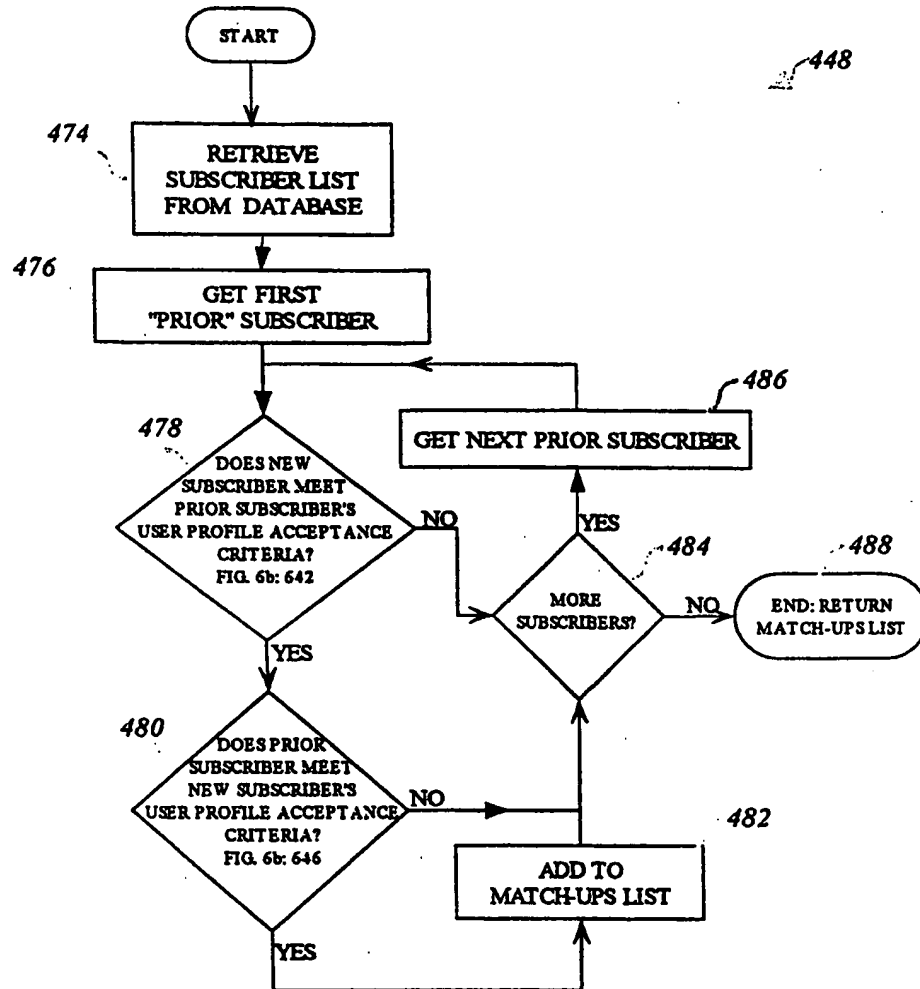 START
448
474
RETRIEVE
SUBSCRIBER LIST
FROM DATABASE
476
GET FIRST
"PRIOR" SUBSCRIBER
486
GET NEXT PRIOR SUBSCRIBER
478
DOES NEW
SUBSCRIBER MEET
PRIOR SUBSCRIBER'S
USER PROFILE ACCEPTANCE
CRITERIA?
FIG. 6b: 642
NO
YES
YES
484
MORE
SUBSCRIBERS?
NO
488
END: RETURN
MATCH-UPS LIST
480
DOES PRIOR
SUBSCRIBER MEET
NEW SUBSCRIBER'S
USER PROFILE ACCEPTANCE
CRITERIA?
FIG. 6b: 646
NO
YES
482
ADD TO
MATCH-UPS LIST